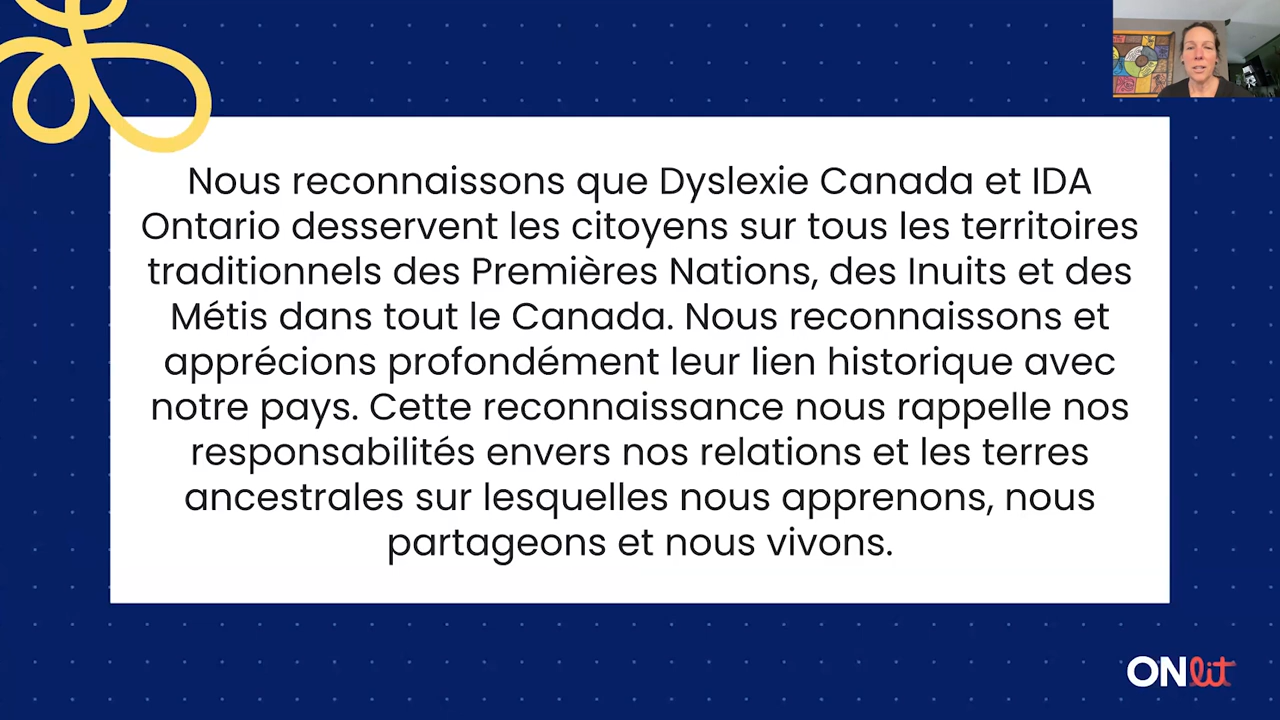 Nous reconnaissons que Dyslexie Canada et IDA
Ontario desservent les citoyens sur tous les territoires
traditionnels des Premières Nations, des Inuits et des
Métis dans tout le Canada. Nous reconnaissons et
apprécions profondément leur lien historique avec
notre pays. Cette reconnaissance nous rappelle nos
responsabilités envers nos relations et les terres
ancestrales sur lesquelles nous apprenons, nous
partageons et nous vivons.
ONlit